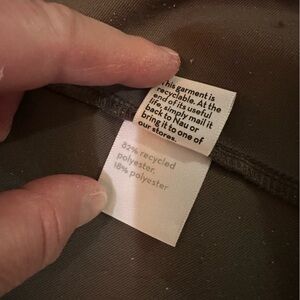 This garment is
recyclable. At the
end of its useful
life, simply mail it
back to Nau or
bring it to one of
our stores.
82% recycled
polyester.
18% polyester